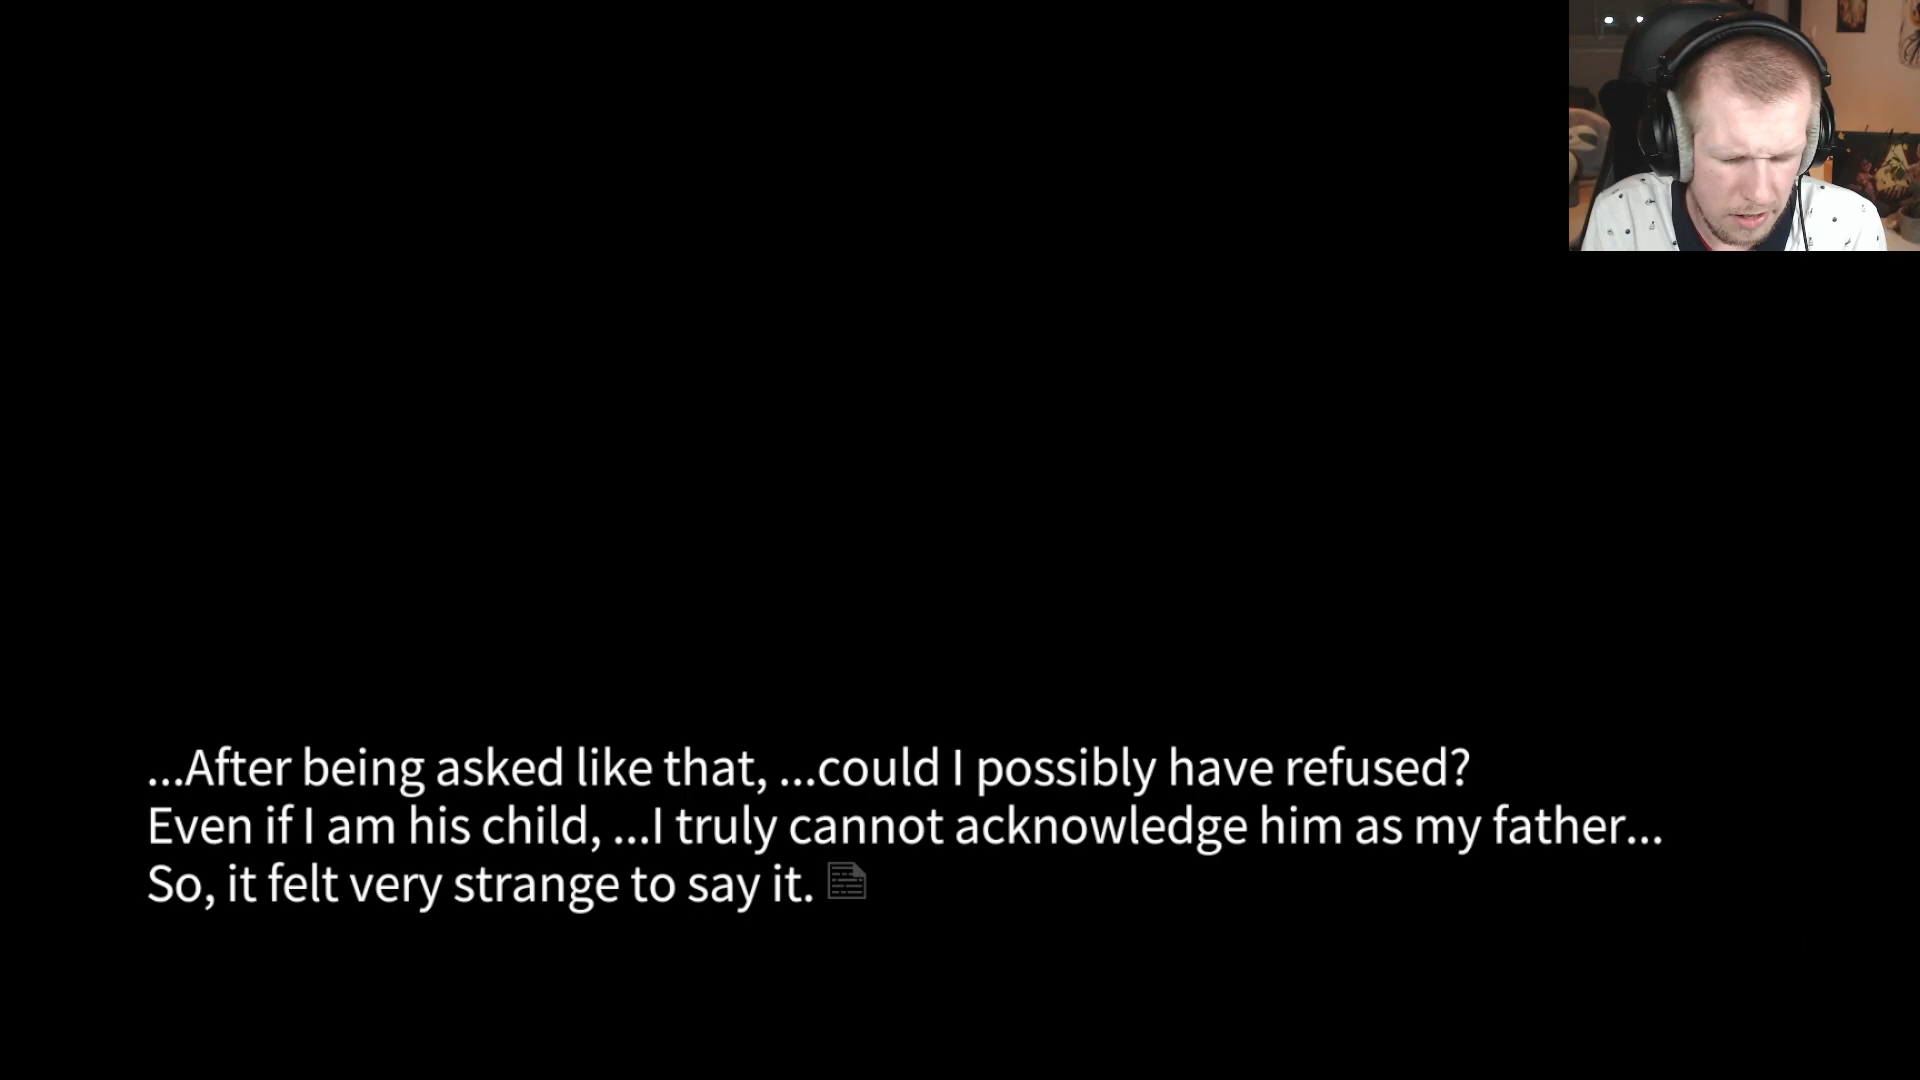 ...After being asked like that, ...could I possibly have refused?
Even if I am his child, ...I truly cannot acknowledge him as my father...
So, it felt very strange to say it.